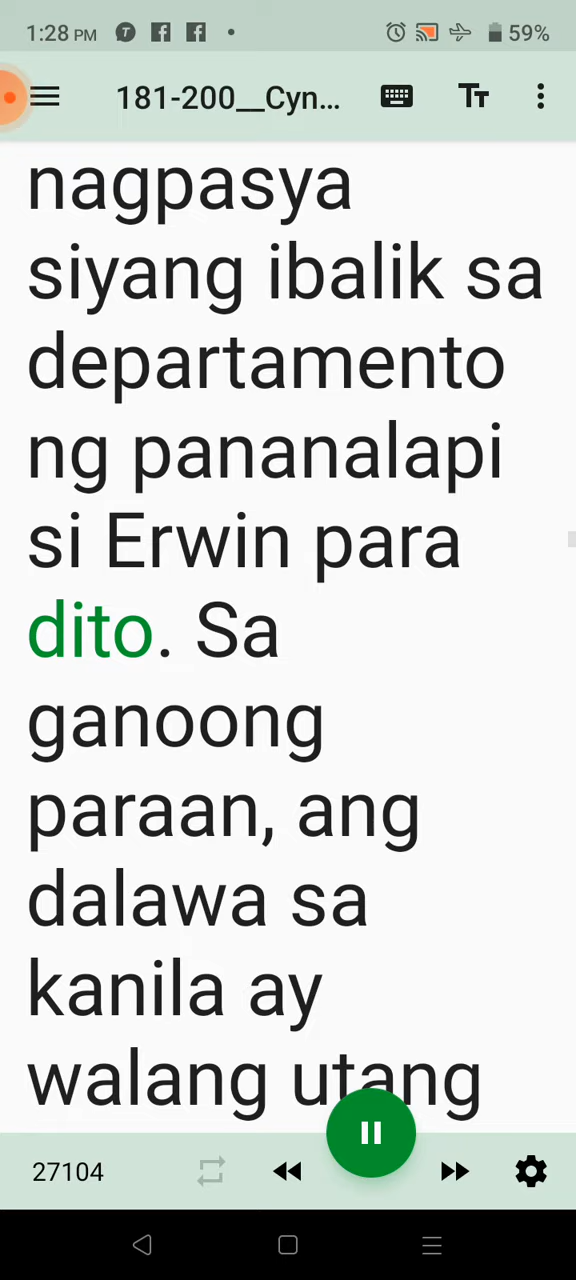 1:28 PM
59%
181-200__Cyn...
nagpasya
siyang ibalik sa
departamento
ng pananalapi
si Erwin para
dito. Sa
ganoong
paraan, ang
dalawa sa
kanila ay
walang utang
27104